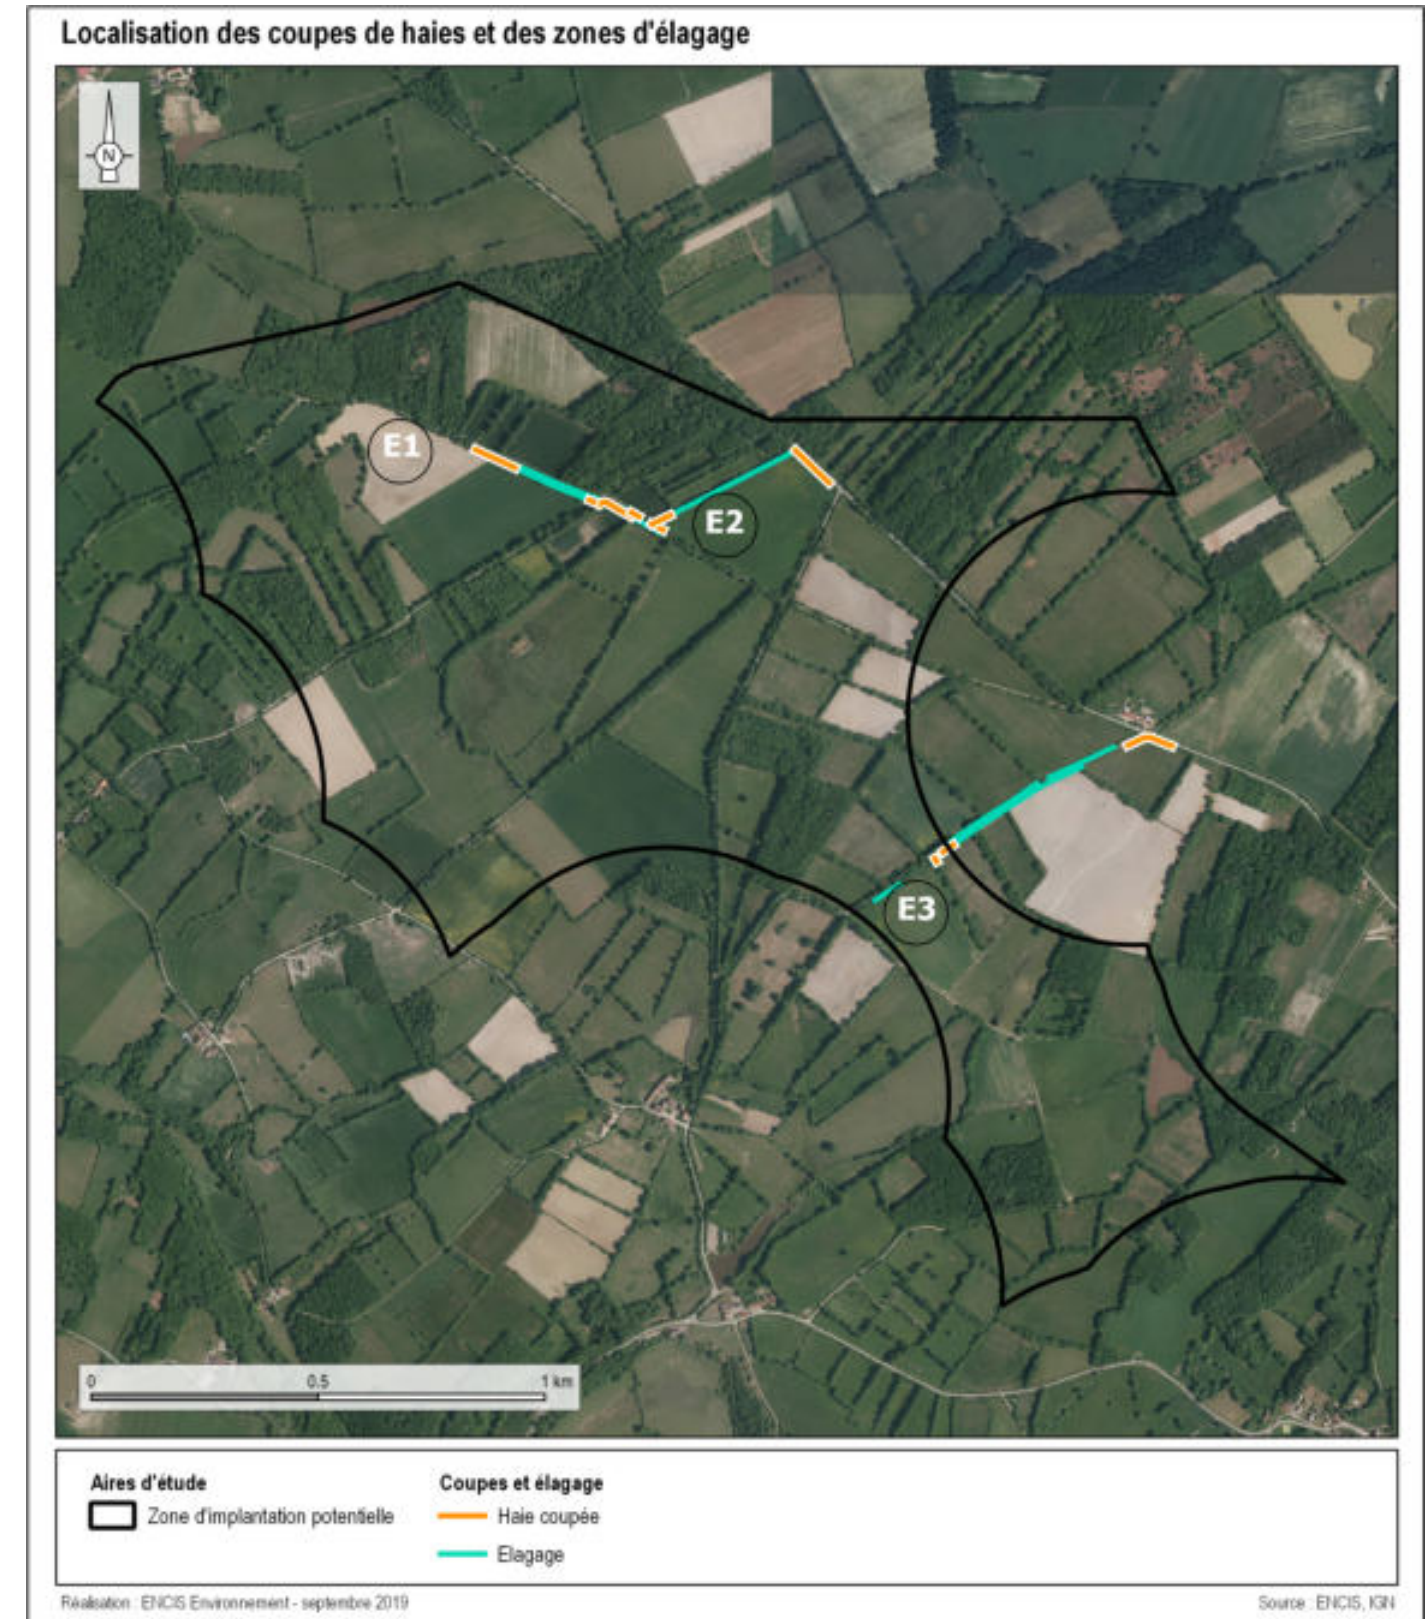 Localisation des coupes de haies et des zones d'élagage
N
E1
E2
E3
0 0.5 1 km
Aires d'étude
Zone d'implantation potentielle
Coupes et élagage
Haie coupée
Elagage
Réalisation : ENCIS Environnement - septembre 2019
Source : ENCIS, IGN